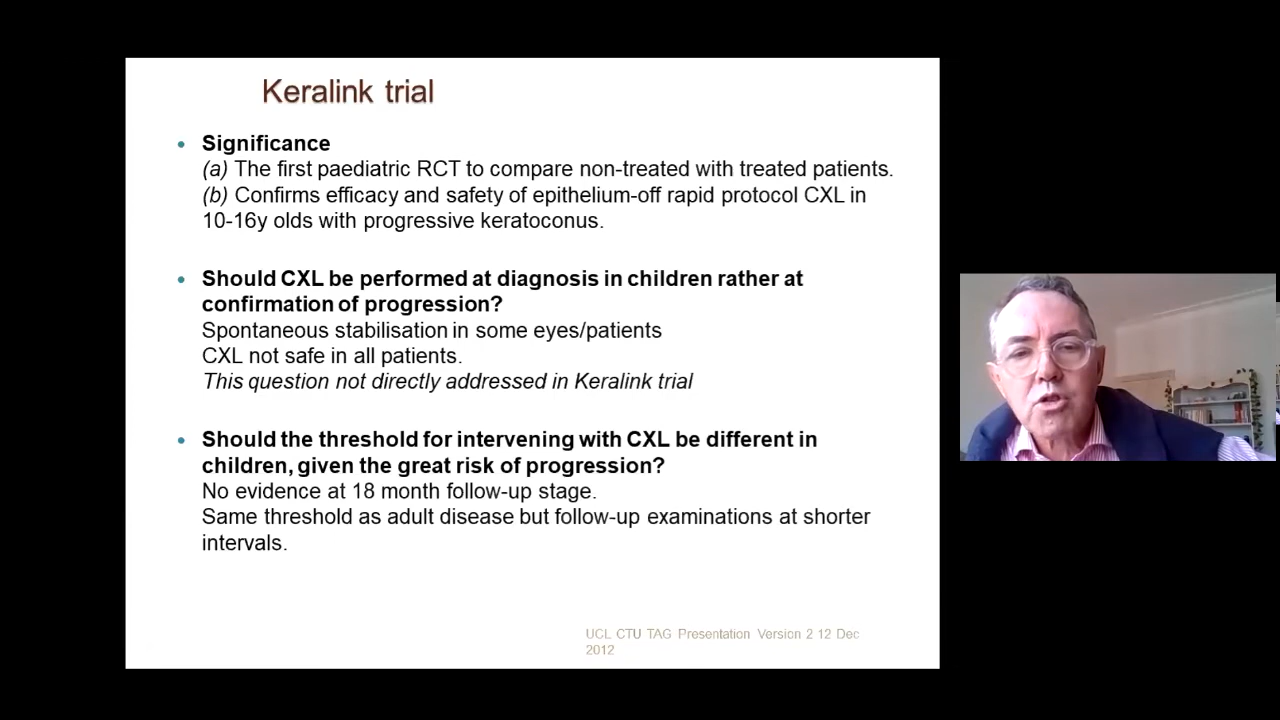 Keralink trial
• Significance
(a) The first paediatric RCT to compare non-treated with treated patients.
(b) Confirms efficacy and safety of epithelium-off rapid protocol CXL in
10-16y olds with progressive keratoconus.
• Should CXL be performed at diagnosis in children rather at
confirmation of progression?
Spontaneous stabilisation in some eyes/patients
CXL not safe in all patients.
This question not directly addressed in Keralink trial
• Should the threshold for intervening with CXL be different in
children, given the great risk of progression?
No evidence at 18 month follow-up stage.
Same threshold as adult disease but follow-up examinations at shorter
intervals.
UCL CTU TAG Presentation Version 2 12 Dec
2012